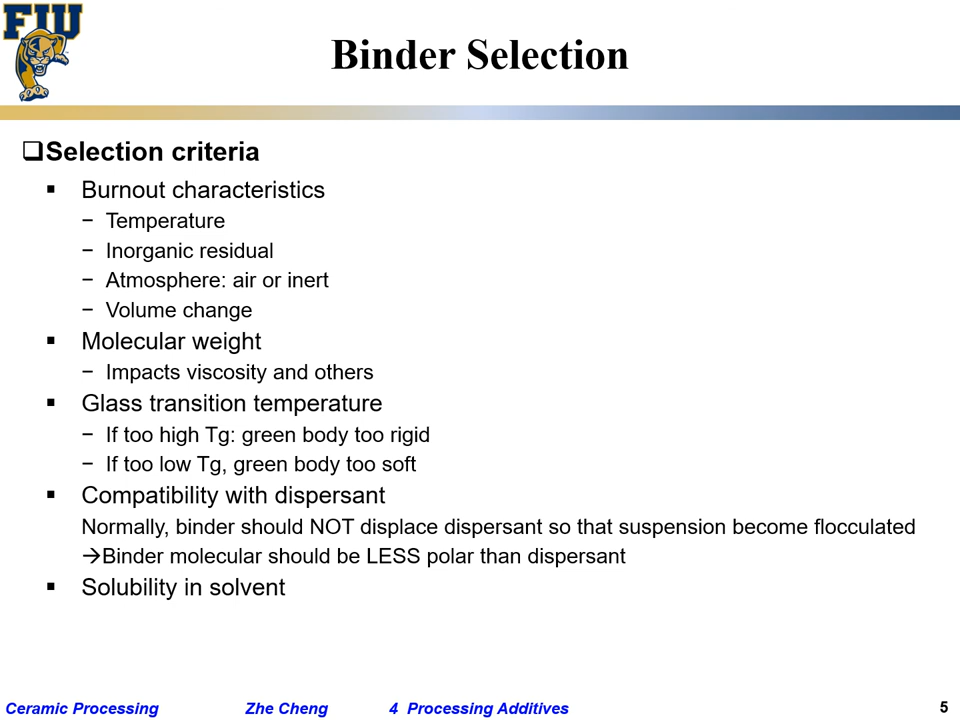 FIU
Binder Selection
❑Selection criteria
▪ Burnout characteristics
− Temperature
− Inorganic residual
− Atmosphere: air or inert
− Volume change
▪ Molecular weight
− Impacts viscosity and others
▪ Glass transition temperature
− If too high Tg: green body too rigid
− If too low Tg, green body too soft
▪ Compatibility with dispersant
Normally, binder should NOT displace dispersant so that suspension become flocculated
→Binder molecular should be LESS polar than dispersant
▪ Solubility in solvent
Ceramic Processing Zhe Cheng 4 Processing Additives 5